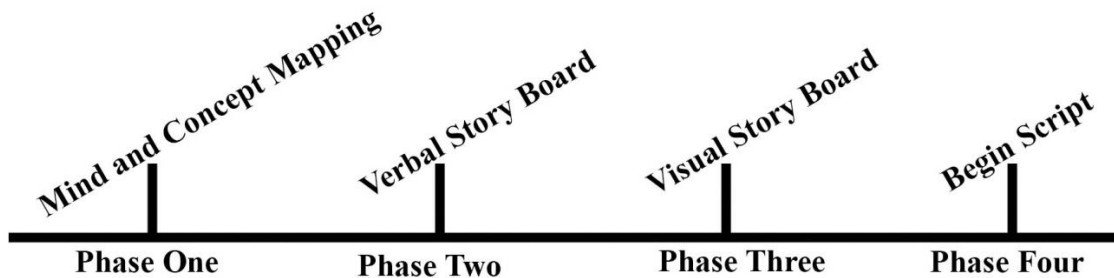 Mind and Concept Mapping
Verbal Story Board
Visual Story Board
Begin Script
Phase One
Phase Two
Phase Three
Phase Four